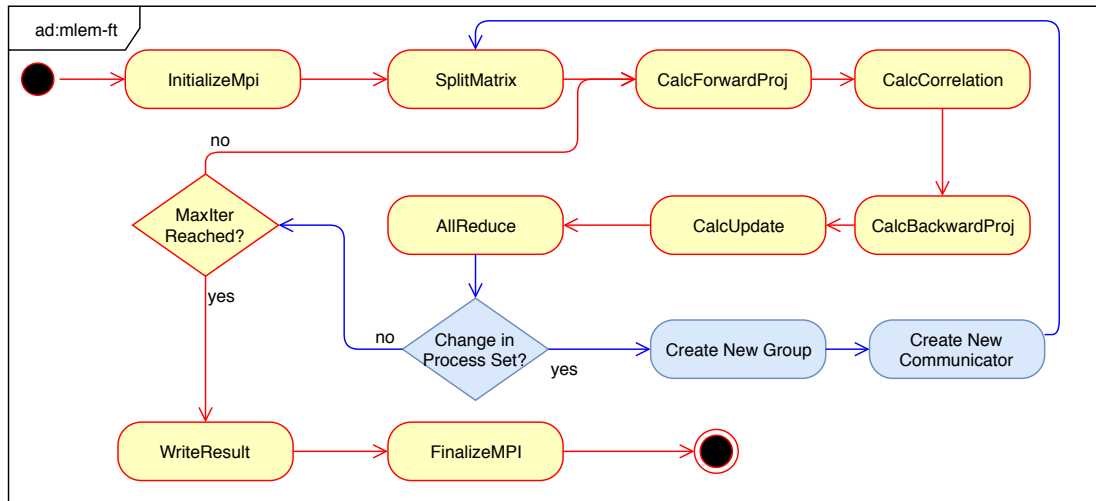 ad:mlem-ft
InitializeMpi
SplitMatrix
CalcForwardProj
CalcCorrelation
no
MaxIter
Reached?
AllReduce
CalcUpdate
CalcBackwardProj
yes
no
Change in
Process Set?
yes
Create New Group
Create New
Communicator
WriteResult
FinalizeMPI